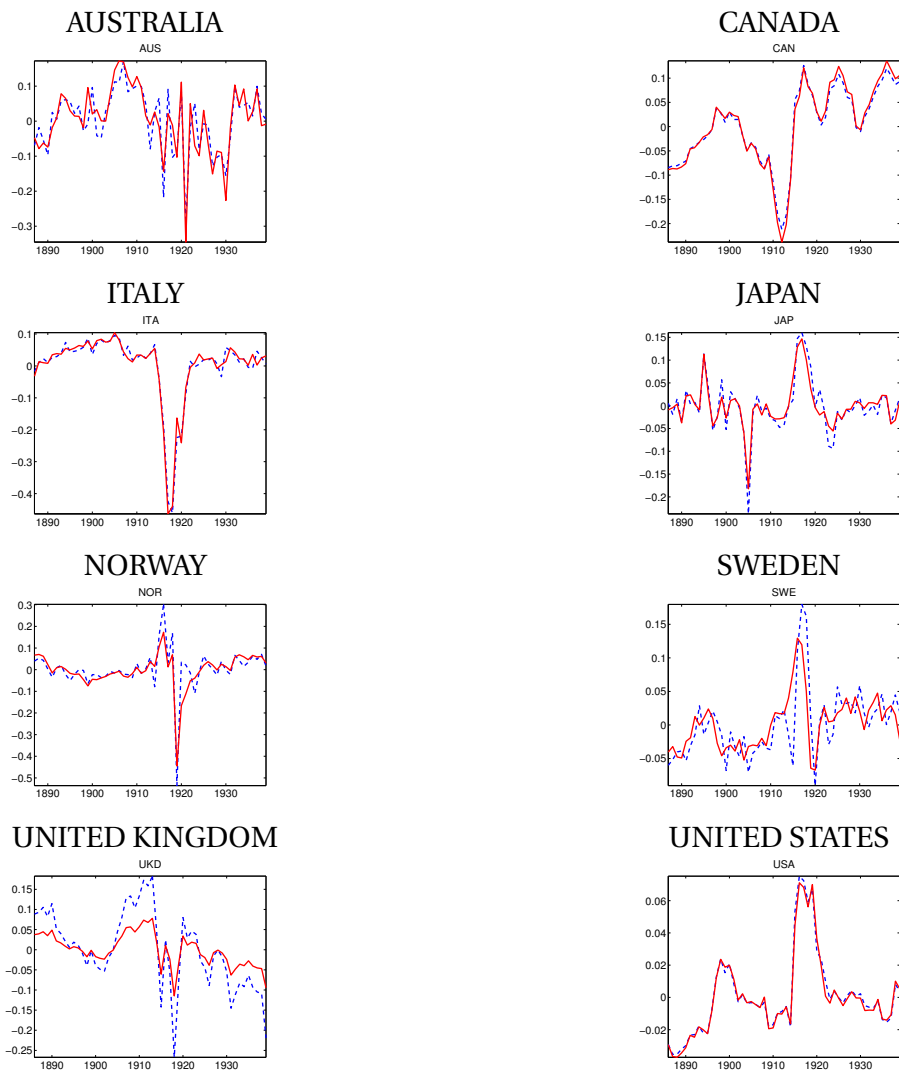 AUSTRALIA
AUS
0.1
0
−0.1
−0.2
−0.3
1890 1900 1910 1920 1930
CANADA
CAN
0.1
0.05
0
−0.05
−0.1
−0.15
−0.2
1890 1900 1910 1920 1930
ITALY
ITA
0.1
0
−0.1
−0.2
−0.3
−0.4
1890 1900 1910 1920 1930
JAPAN
JAP
0.15
0.1
0.05
0
−0.05
−0.1
−0.15
−0.2
1890 1900 1910 1920 1930
NORWAY
NOR
0.3
0.2
0.1
0
−0.1
−0.2
−0.3
−0.4
−0.5
1890 1900 1910 1920 1930
SWEDEN
SWE
0.15
0.1
0.05
0
−0.05
1890 1900 1910 1920 1930
UNITED KINGDOM
UKD
0.15
0.1
0.05
0
−0.05
−0.1
−0.15
−0.2
−0.25
1890 1900 1910 1920 1930
UNITED STATES
USA
0.06
0.04
0.02
0
−0.02
1890 1900 1910 1920 1930